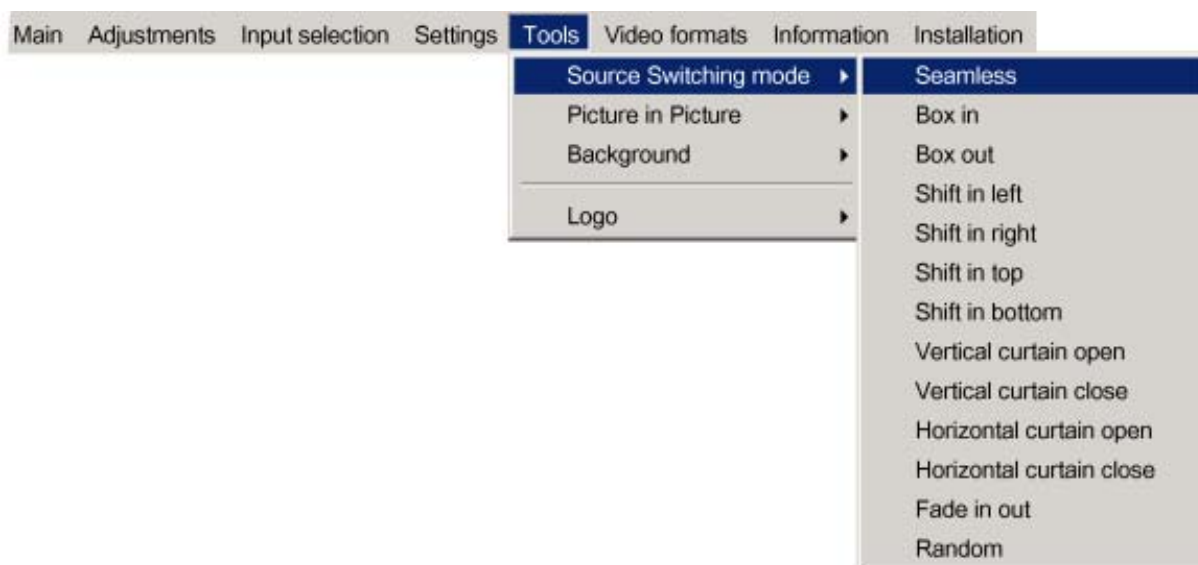 Main Adjustments Input selection Settings Tools Video formats Information Installation
Source Switching mode
Picture in Picture
Background
Logo
Seamless
Box in
Box out
Shift in left
Shift in right
Shift in top
Shift in bottom
Vertical curtain open
Vertical curtain close
Horizontal curtain open
Horizontal curtain close
Fade in out
Random